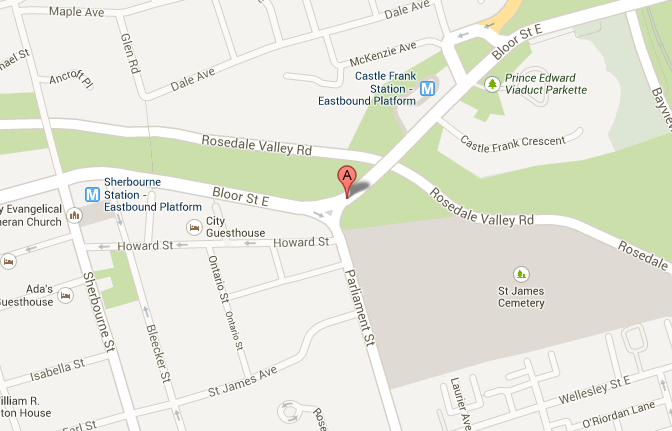 Maple Ave
Dale Ave
Bloor St E
Glen Rd
McKenzie Ave
St
Dale Ave
Ancroft Pl
Castle Frank
Station -
Eastbound Platform
M
Prince Edward
Viaduct Parkette
Rosedale Valley Rd
Castle Frank Crescent
A
M
Sherbourne
Station -
Eastbound Platform
Bloor St E
Rosedale Valley Rd
Evangelical
Church
City
Guesthouse
Howard St
Howard St
Rosedale
Sherbourne St
Ontario St
Ontario St
Parliament St
St James
Cemetery
Ada's
Bleecker St
Isabella St
St James Ave
Laurier Ave
Wellesley St E
William R.
House
O'Riordan Lane
Earl St